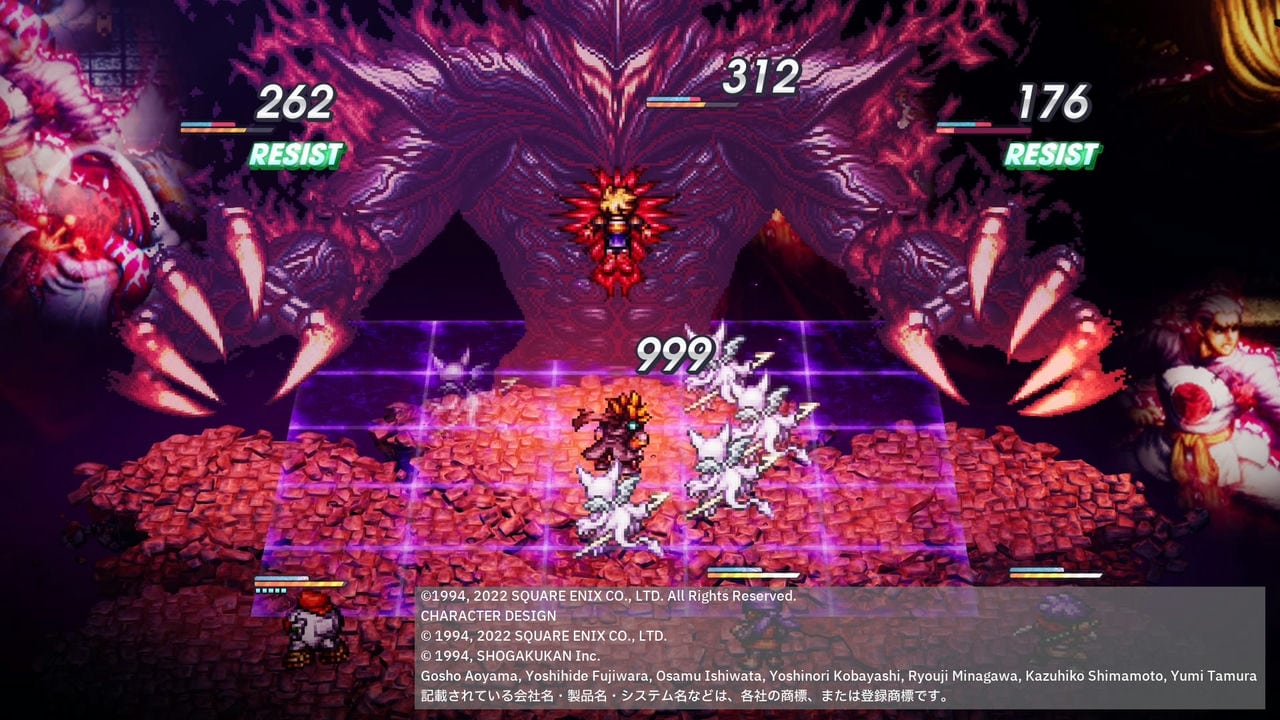 312
262
176
RESIST
RESIST
999
©1994, 2022 SQUARE ENIX CO., LTD. All Rights Reserved.
CHARACTER DESIGN
© 1994, 2022 SQUARE ENIX CO., LTD.
© 1994, SHOGAKUKAN Inc.
Gosho Aoyama, Yoshihide Fujiwara, Osamu Ishiwata, Yoshinori Kobayashi, Ryouji Minagawa, Kazuhiko Shimamoto, Yumi Tamura
記載されている会社名・製品名・システム名などは、各社の商標、または登録商標です。